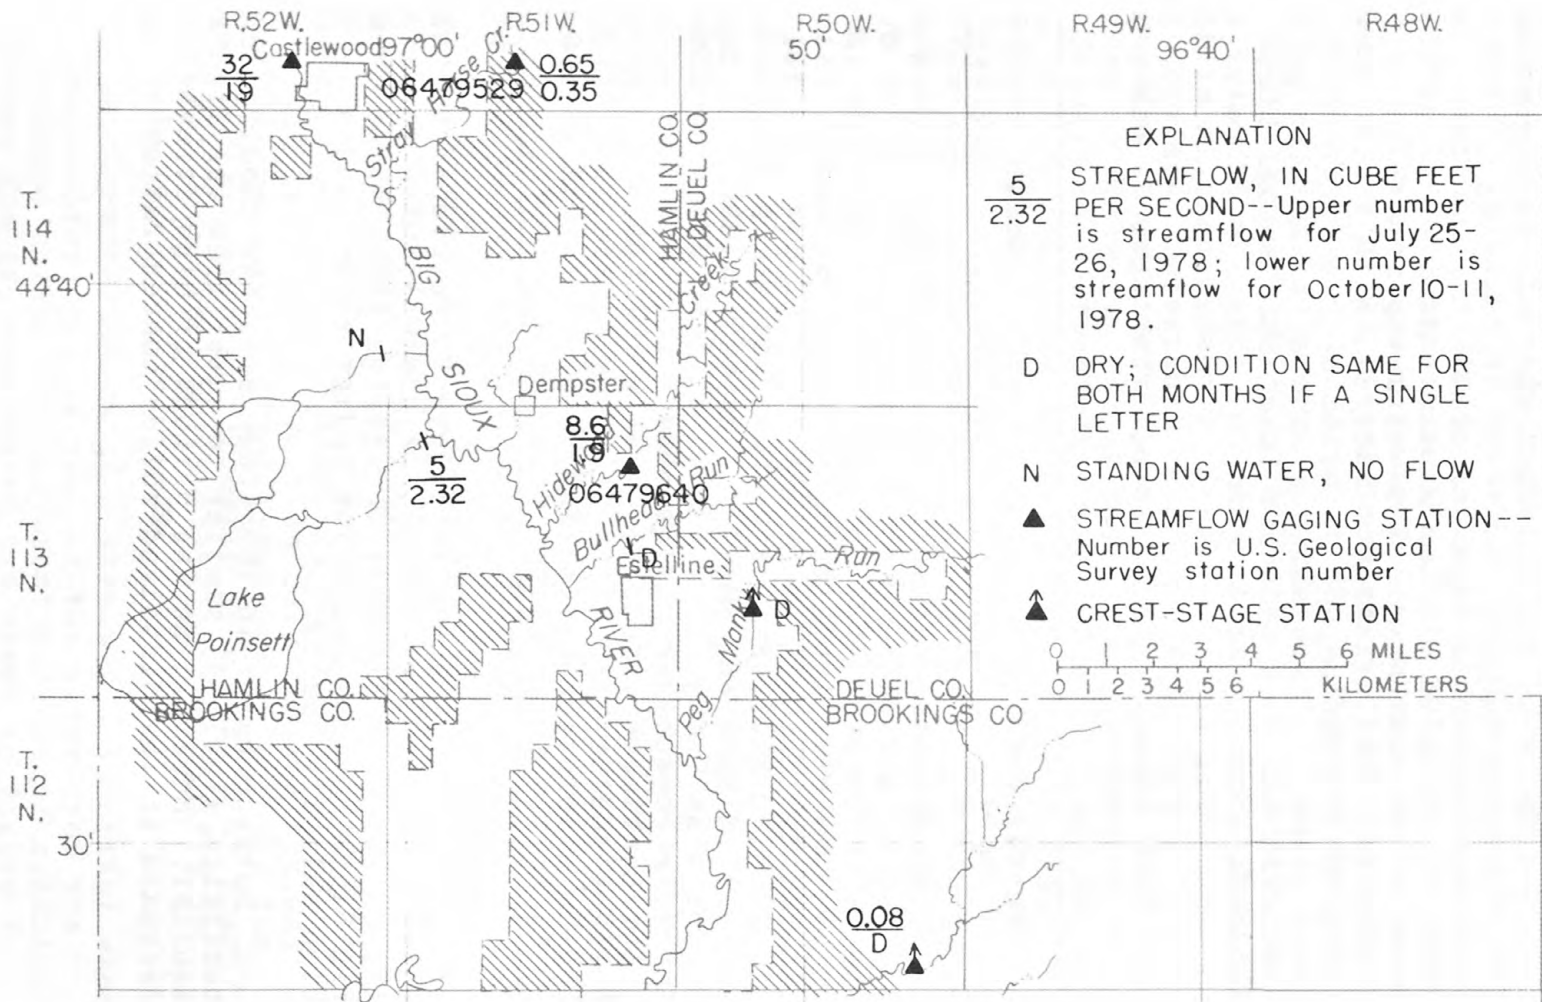 R.52W.
R.51W.
R.50W.
R.49W.
R.48W.
Castlewood
97°00'
50'
96°40'
32
19
06479529
0.65
0.35
Stray Horse Cr.
T.
114
N.
44°40'
HAMLIN CO.
DEUEL CO.
Creek
BIG
SIOUX
RIVER
N
Dempster
8.6
1.9
5
2.32
Hidewood
06479640
Bullhead Run
D
Estelline
T.
113
N.
Lake
Poinsett
Run
D
Peg Munky
HAMLIN CO.
BROOKINGS CO.
DEUEL CO.
BROOKINGS CO
T.
112
N.
30'
0.08
D
EXPLANATION
5
2.32
STREAMFLOW, IN CUBE FEET
PER SECOND--Upper number
is streamflow for July 25-
26, 1978; lower number is
streamflow for October 10-11,
1978.
D DRY; CONDITION SAME FOR
BOTH MONTHS IF A SINGLE
LETTER
N STANDING WATER, NO FLOW
STREAMFLOW GAGING STATION--
Number is U.S. Geological
Survey station number
CREST-STAGE STATION
0 1 2 3 4 5 6 MILES
0 1 2 3 4 5 6 KILOMETERS